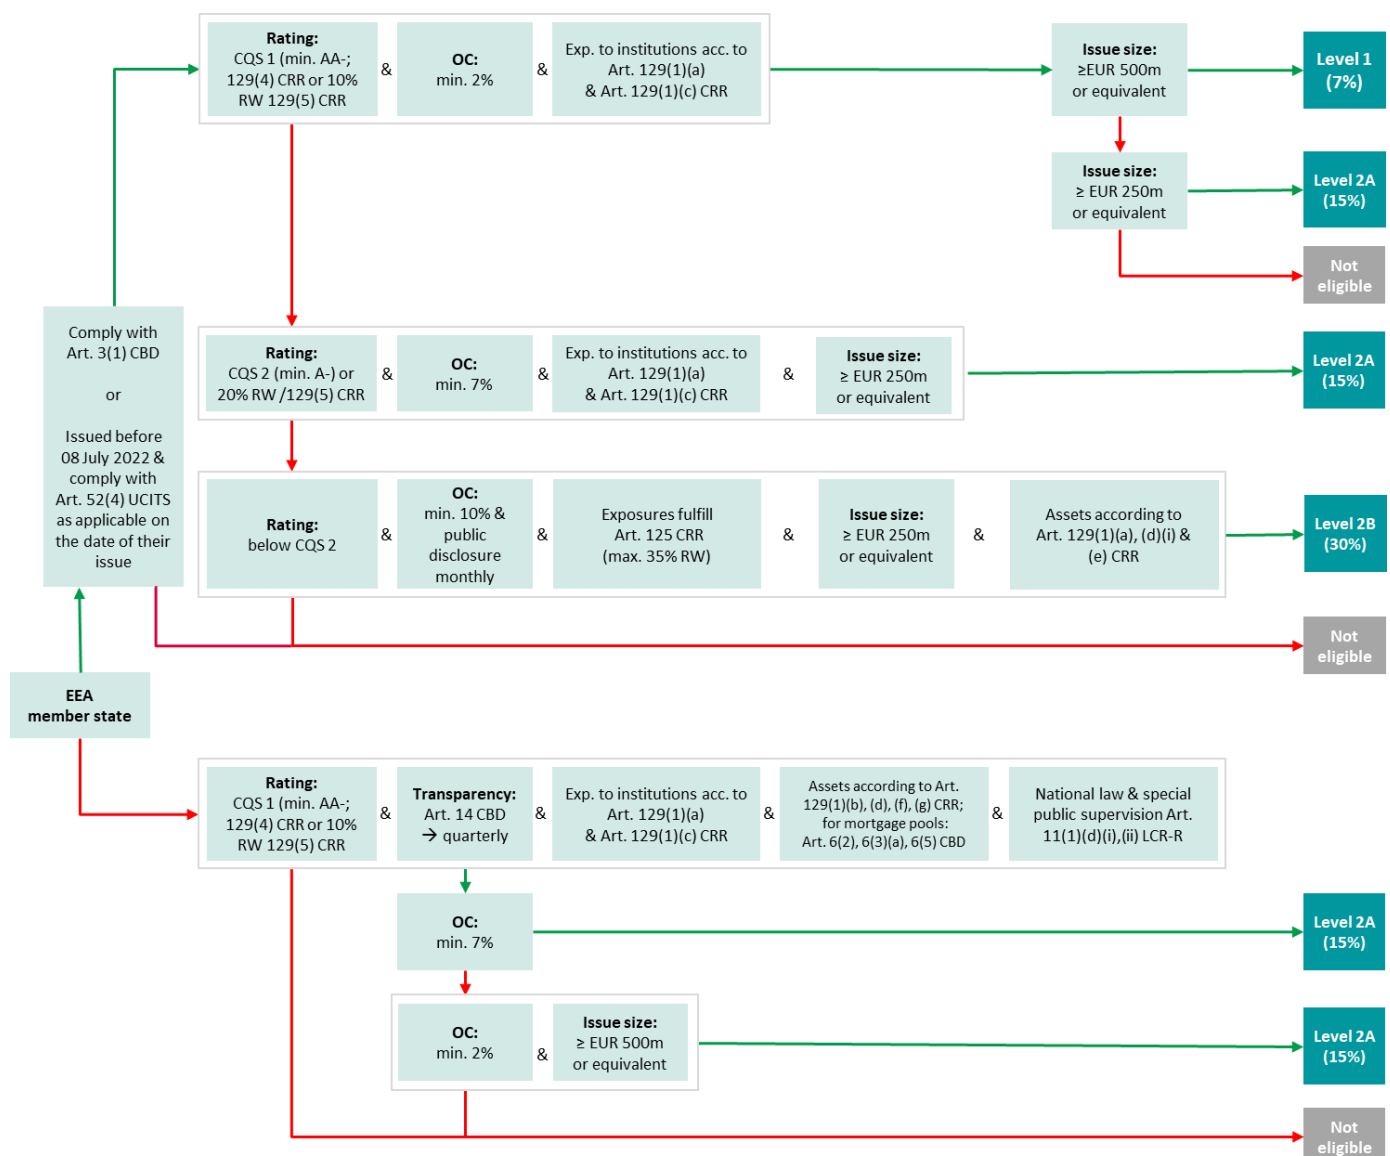 Rating:
CQS 1 (min. AA-;
129(4) CRR or 10%
RW 129(5) CRR
&
OC:
min. 2%
&
Exp. to institutions acc. to
Art. 129(1)(a)
& Art. 129(1)(c) CRR
Issue size:
≥EUR 500m
or equivalent
Level 1
(7%)
Issue size:
≥ EUR 250m
or equivalent
Level 2A
(15%)
Not
eligible
Comply with
Art. 3(1) CBD
or
Issued before
08 July 2022 &
comply with
Art. 52(4) UCITS
as applicable on
the date of their
issue
Rating:
CQS 2 (min. A-) or
20% RW /129(5) CRR
&
OC:
min. 7%
&
Exp. to institutions acc. to
Art. 129(1)(a)
& Art. 129(1)(c) CRR
&
Issue size:
≥ EUR 250m
or equivalent
Level 2A
(15%)
Rating:
below CQS 2
&
OC:
min. 10% &
public
disclosure
monthly
&
Exposures fulfill
Art. 125 CRR
(max. 35% RW)
&
Issue size:
≥ EUR 250m
or equivalent
&
Assets according to
Art. 129(1)(a), (d)(i) &
(e) CRR
Level 2B
(30%)
Not
eligible
EEA
member state
Rating:
CQS 1 (min. AA-;
129(4) CRR or 10%
RW 129(5) CRR
&
Transparency:
Art. 14 CBD
→ quarterly
&
Exp. to institutions acc. to
Art. 129(1)(a)
& Art. 129(1)(c) CRR
&
Assets according to Art.
129(1)(b), (d), (f), (g) CRR;
for mortgage pools:
Art. 6(2), 6(3)(a), 6(5) CBD
&
National law & special
public supervision Art.
11(1)(d)(i),(ii) LCR-R
OC:
min. 7%
Level 2A
(15%)
OC:
min. 2%
&
Issue size:
≥ EUR 500m
or equivalent
Level 2A
(15%)
Not
eligible